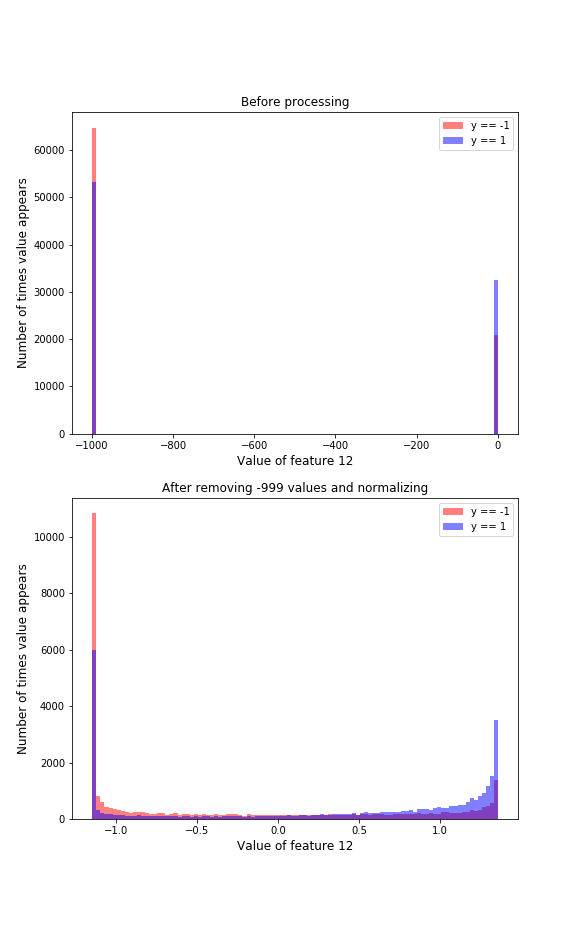 Before processing
y == -1
y == 1
Number of times value appears
60000
50000
40000
30000
20000
10000
0
−1000
−800
−600
−400
−200
0
Value of feature 12
After removing -999 values and normalizing
y == -1
y == 1
Number of times value appears
10000
8000
6000
4000
2000
0
−1.0
−0.5
0.0
0.5
1.0
Value of feature 12